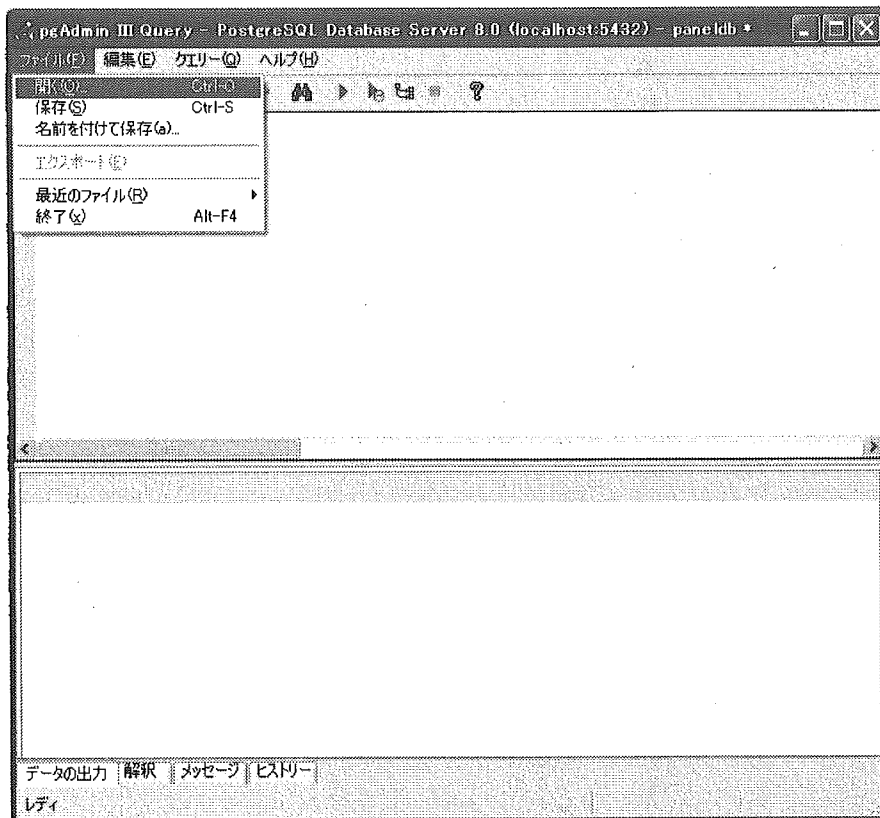 pgAdmin III Query - PostgreSQL Database Server 8.0 (localhost:5432) - paneldb *
ファイル(F) 編集(E) クエリー(Q) ヘルプ(H)
開く(O)... Ctrl-O
保存(S) Ctrl-S
名前を付けて保存(a)...
エクスポート(E)
最近のファイル(R)
終了(x) Alt-F4
データの出力 解釈 メッセージ ヒストリー
レディ